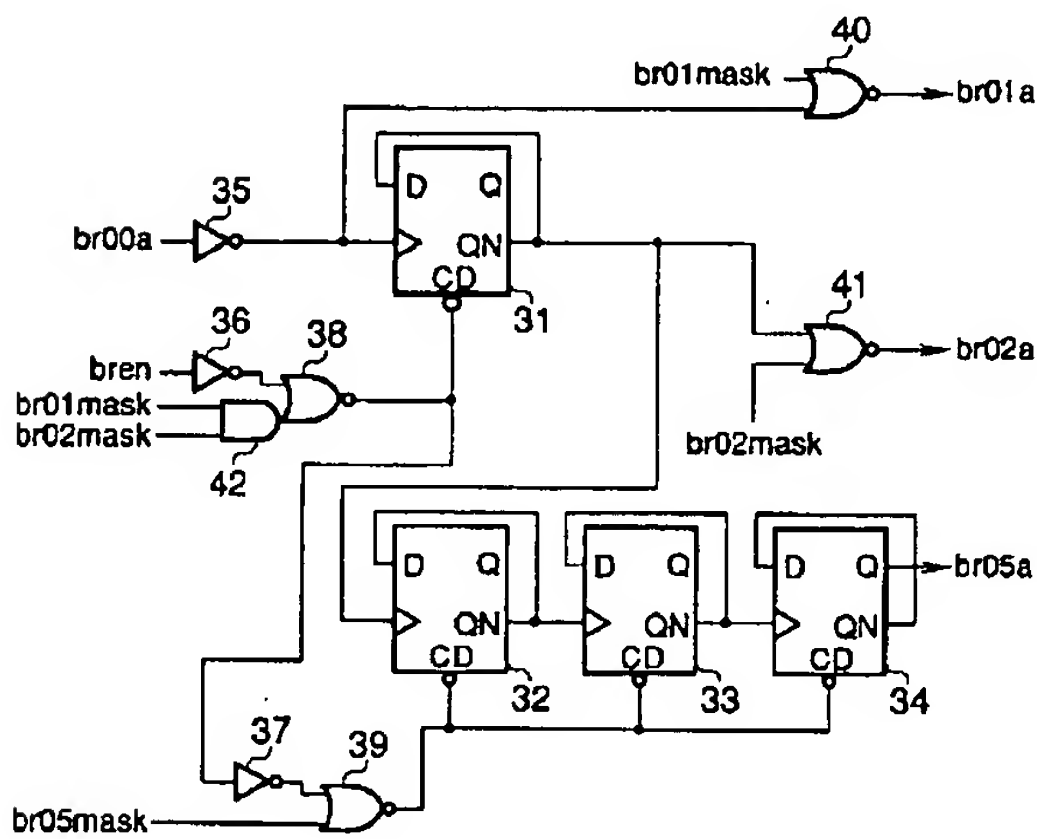 40
br01mask
br01a
D Q
35
br00a
QN
CD
31
41
36
38
bren
br02a
br01mask
br02mask
br02mask
42
D Q
D Q
D Q
br05a
QN
QN
QN
CD
CD
CD
32
33
34
37
39
br05mask